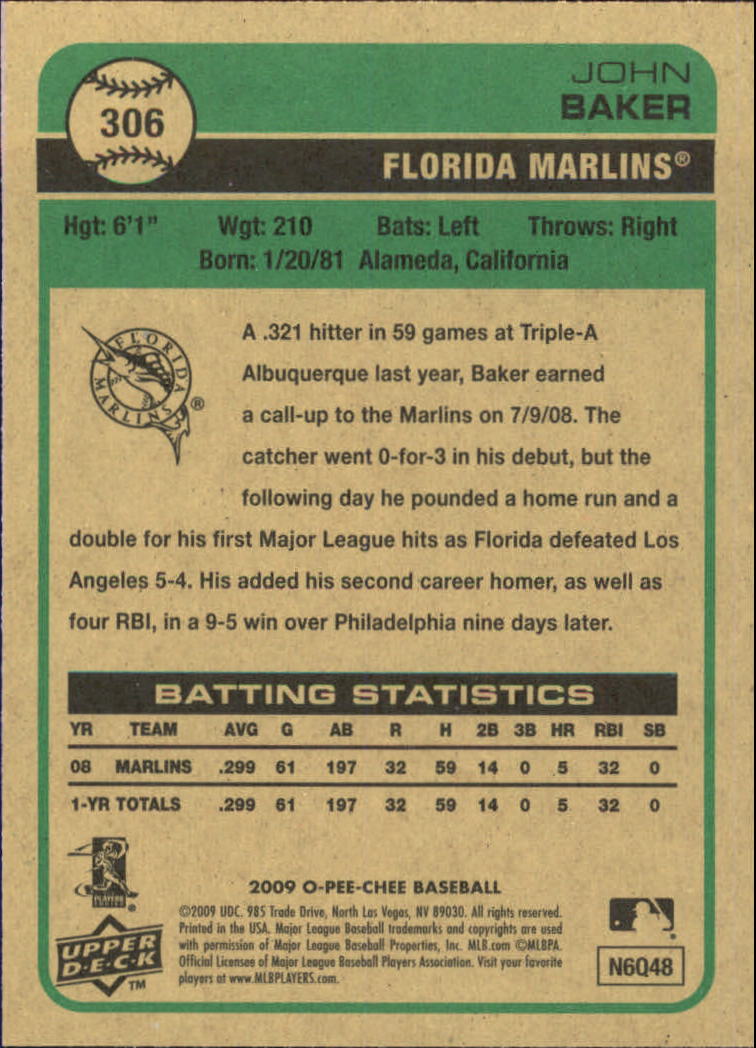 306
JOHN
BAKER
FLORIDA MARLINS®
Hgt: 6'1" Wgt: 210 Bats: Left Throws: Right
Born: 1/20/81 Alameda, California
FLORIDA
MARLINS
®
A .321 hitter in 59 games at Triple-A
Albuquerque last year, Baker earned
a call-up to the Marlins on 7/9/08. The
catcher went 0-for-3 in his debut, but the
following day he pounded a home run and a
double for his first Major League hits as Florida defeated Los
Angeles 5-4. His added his second career homer, as well as
four RBI, in a 9-5 win over Philadelphia nine days later.
BATTING STATISTICS
YR TEAM AVG G AB R H 2B 3B HR RBI SB
08 MARLINS .299 61 197 32 59 14 0 5 32 0
1-YR TOTALS .299 61 197 32 59 14 0 5 32 0
PLAYERS
®
2009 O-PEE-CHEE BASEBALL
©2009 UDC. 985 Trade Drive, North Las Vegas, NV 89030. All rights reserved.
Printed in the USA. Major League Baseball trademarks and copyrights are used
with permission of Major League Baseball Properties, Inc. MLB.com ©MLBPA.
Official Licensee of Major League Baseball Players Association. Visit your favorite
players at www.MLBPLAYERS.com.
UPPER
D·E·C·K
TM
N6Q48